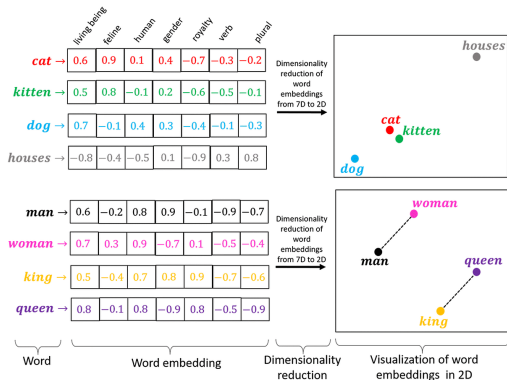 living being feline human gender royalty verb plural
cat → 0.6 0.9 0.1 0.4 −0.7 −0.3 −0.2
kitten → 0.5 0.8 −0.1 0.2 −0.6 −0.5 −0.1
dog → 0.7 −0.1 0.4 0.3 −0.4 −0.1 −0.3
houses → −0.8 −0.4 −0.5 0.1 −0.9 0.3 0.8
Dimensionality
reduction of
word
embeddings
from 7D to 2D
houses
cat
kitten
dog
man → 0.6 −0.2 0.8 0.9 −0.1 −0.9 −0.7
woman → 0.7 0.3 0.9 −0.7 0.1 −0.5 −0.4
king → 0.5 −0.4 0.7 0.8 0.9 −0.7 −0.6
queen → 0.8 −0.1 0.8 −0.9 0.8 −0.5 −0.9
Dimensionality
reduction of
word
embeddings
from 7D to 2D
woman
man
queen
king
Word
Word embedding
Dimensionality
reduction
Visualization of word
embeddings in 2D